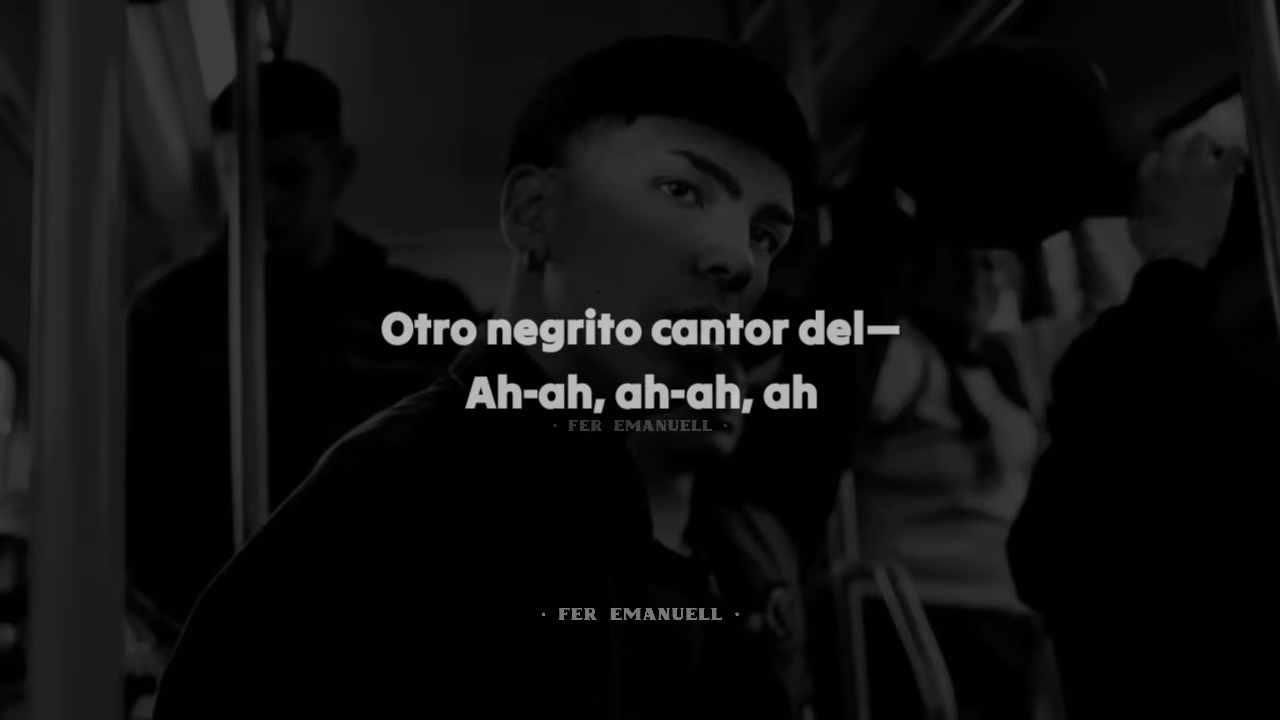 Otro negrito cantor del—
Ah-ah, ah-ah, ah
· FER EMANUELL ·
· FER EMANUELL ·